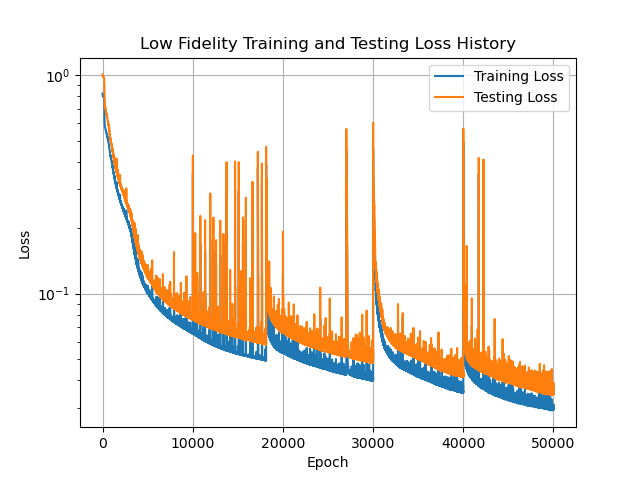 Low Fidelity Training and Testing Loss History
Training Loss
Testing Loss
10⁰
10⁻¹
Loss
0 10000 20000 30000 40000 50000
Epoch